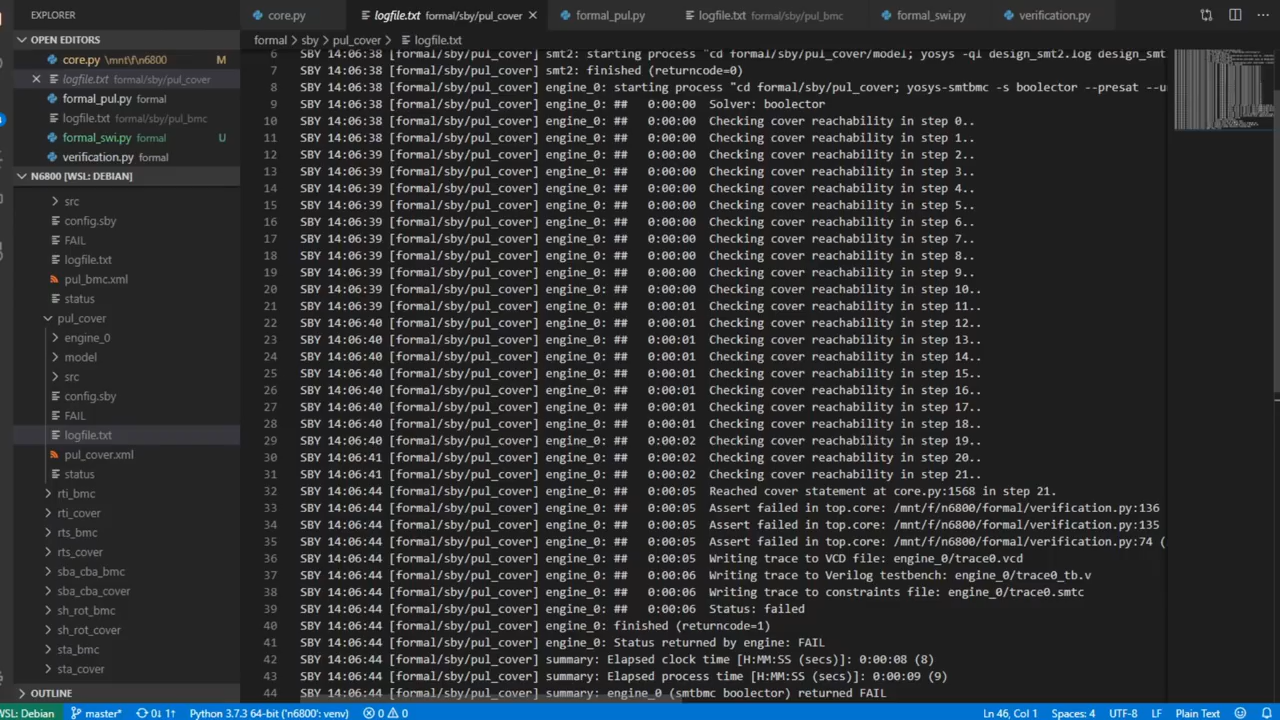 EXPLORER
OPEN EDITORS
core.py \mnt\f\n6800 M
logfile.txt formal/sby/pul_cover
formal_pul.py formal
logfile.txt formal/sby/pul_bmc
formal_swi.py formal U
verification.py formal
N6800 [WSL: DEBIAN]
src
config.sby
FAIL
logfile.txt
pul_bmc.xml
status
pul_cover
engine_0
model
src
config.sby
FAIL
logfile.txt
pul_cover.xml
status
rti_bmc
rti_cover
rts_bmc
rts_cover
sba_cba_bmc
sba_cba_cover
sh_rot_bmc
sh_rot_cover
sta_bmc
sta_cover
OUTLINE
core.py logfile.txt formal/sby/pul_cover formal_pul.py logfile.txt formal/sby/pul_bmc formal_swi.py verification.py
formal > sby > pul_cover > logfile.txt
6 SBY 14:06:38 [formal/sby/pul_cover] smt2: starting process "cd formal/sby/pul_cover/model; yosys -ql design_smt2.log design_smt
7 SBY 14:06:38 [formal/sby/pul_cover] smt2: finished (returncode=0)
8 SBY 14:06:38 [formal/sby/pul_cover] engine_0: starting process "cd formal/sby/pul_cover; yosys-smtbmc -s boolector --presat --u
9 SBY 14:06:38 [formal/sby/pul_cover] engine_0: ## 0:00:00 Solver: boolector
10 SBY 14:06:38 [formal/sby/pul_cover] engine_0: ## 0:00:00 Checking cover reachability in step 0..
11 SBY 14:06:38 [formal/sby/pul_cover] engine_0: ## 0:00:00 Checking cover reachability in step 1..
12 SBY 14:06:39 [formal/sby/pul_cover] engine_0: ## 0:00:00 Checking cover reachability in step 2..
13 SBY 14:06:39 [formal/sby/pul_cover] engine_0: ## 0:00:00 Checking cover reachability in step 3..
14 SBY 14:06:39 [formal/sby/pul_cover] engine_0: ## 0:00:00 Checking cover reachability in step 4..
15 SBY 14:06:39 [formal/sby/pul_cover] engine_0: ## 0:00:00 Checking cover reachability in step 5..
16 SBY 14:06:39 [formal/sby/pul_cover] engine_0: ## 0:00:00 Checking cover reachability in step 6..
17 SBY 14:06:39 [formal/sby/pul_cover] engine_0: ## 0:00:00 Checking cover reachability in step 7..
18 SBY 14:06:39 [formal/sby/pul_cover] engine_0: ## 0:00:00 Checking cover reachability in step 8..
19 SBY 14:06:39 [formal/sby/pul_cover] engine_0: ## 0:00:00 Checking cover reachability in step 9..
20 SBY 14:06:39 [formal/sby/pul_cover] engine_0: ## 0:00:00 Checking cover reachability in step 10..
21 SBY 14:06:39 [formal/sby/pul_cover] engine_0: ## 0:00:01 Checking cover reachability in step 11..
22 SBY 14:06:40 [formal/sby/pul_cover] engine_0: ## 0:00:01 Checking cover reachability in step 12..
23 SBY 14:06:40 [formal/sby/pul_cover] engine_0: ## 0:00:01 Checking cover reachability in step 13..
24 SBY 14:06:40 [formal/sby/pul_cover] engine_0: ## 0:00:01 Checking cover reachability in step 14..
25 SBY 14:06:40 [formal/sby/pul_cover] engine_0: ## 0:00:01 Checking cover reachability in step 15..
26 SBY 14:06:40 [formal/sby/pul_cover] engine_0: ## 0:00:01 Checking cover reachability in step 16..
27 SBY 14:06:40 [formal/sby/pul_cover] engine_0: ## 0:00:01 Checking cover reachability in step 17..
28 SBY 14:06:40 [formal/sby/pul_cover] engine_0: ## 0:00:01 Checking cover reachability in step 18..
29 SBY 14:06:40 [formal/sby/pul_cover] engine_0: ## 0:00:02 Checking cover reachability in step 19..
30 SBY 14:06:41 [formal/sby/pul_cover] engine_0: ## 0:00:02 Checking cover reachability in step 20..
31 SBY 14:06:41 [formal/sby/pul_cover] engine_0: ## 0:00:02 Checking cover reachability in step 21..
32 SBY 14:06:44 [formal/sby/pul_cover] engine_0: ## 0:00:05 Reached cover statement at core.py:1568 in step 21.
33 SBY 14:06:44 [formal/sby/pul_cover] engine_0: ## 0:00:05 Assert failed in top.core: /mnt/f/n6800/formal/verification.py:136
34 SBY 14:06:44 [formal/sby/pul_cover] engine_0: ## 0:00:05 Assert failed in top.core: /mnt/f/n6800/formal/verification.py:135
35 SBY 14:06:44 [formal/sby/pul_cover] engine_0: ## 0:00:05 Assert failed in top.core: /mnt/f/n6800/formal/verification.py:74 (
36 SBY 14:06:44 [formal/sby/pul_cover] engine_0: ## 0:00:05 Writing trace to VCD file: engine_0/trace0.vcd
37 SBY 14:06:44 [formal/sby/pul_cover] engine_0: ## 0:00:06 Writing trace to Verilog testbench: engine_0/trace0_tb.v
38 SBY 14:06:44 [formal/sby/pul_cover] engine_0: ## 0:00:06 Writing trace to constraints file: engine_0/trace0.smtc
39 SBY 14:06:44 [formal/sby/pul_cover] engine_0: ## 0:00:06 Status: failed
40 SBY 14:06:44 [formal/sby/pul_cover] engine_0: finished (returncode=1)
41 SBY 14:06:44 [formal/sby/pul_cover] engine_0: Status returned by engine: FAIL
42 SBY 14:06:44 [formal/sby/pul_cover] summary: Elapsed clock time [H:MM:SS (secs)]: 0:00:08 (8)
43 SBY 14:06:44 [formal/sby/pul_cover] summary: Elapsed process time [H:MM:SS (secs)]: 0:00:09 (9)
44 SBY 14:06:44 [formal/sby/pul_cover] summary: engine_0 (smtbmc boolector) returned FAIL
WSL: Debian master* 0↓ 1↑ Python 3.7.3 64-bit ('n6800': venv) 0 0 Ln 46, Col 1 Spaces: 4 UTF-8 LF Plain Text